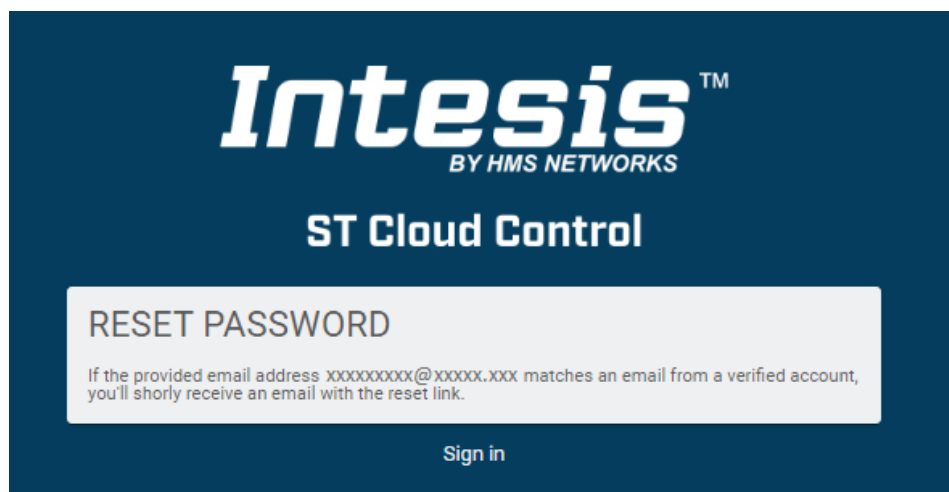 Intesis™
BY HMS NETWORKS
ST Cloud Control
RESET PASSWORD
If the provided email address xxxxxxxxx@xxxxx.xxx matches an email from a verified account,
you'll shorly receive an email with the reset link.
Sign in